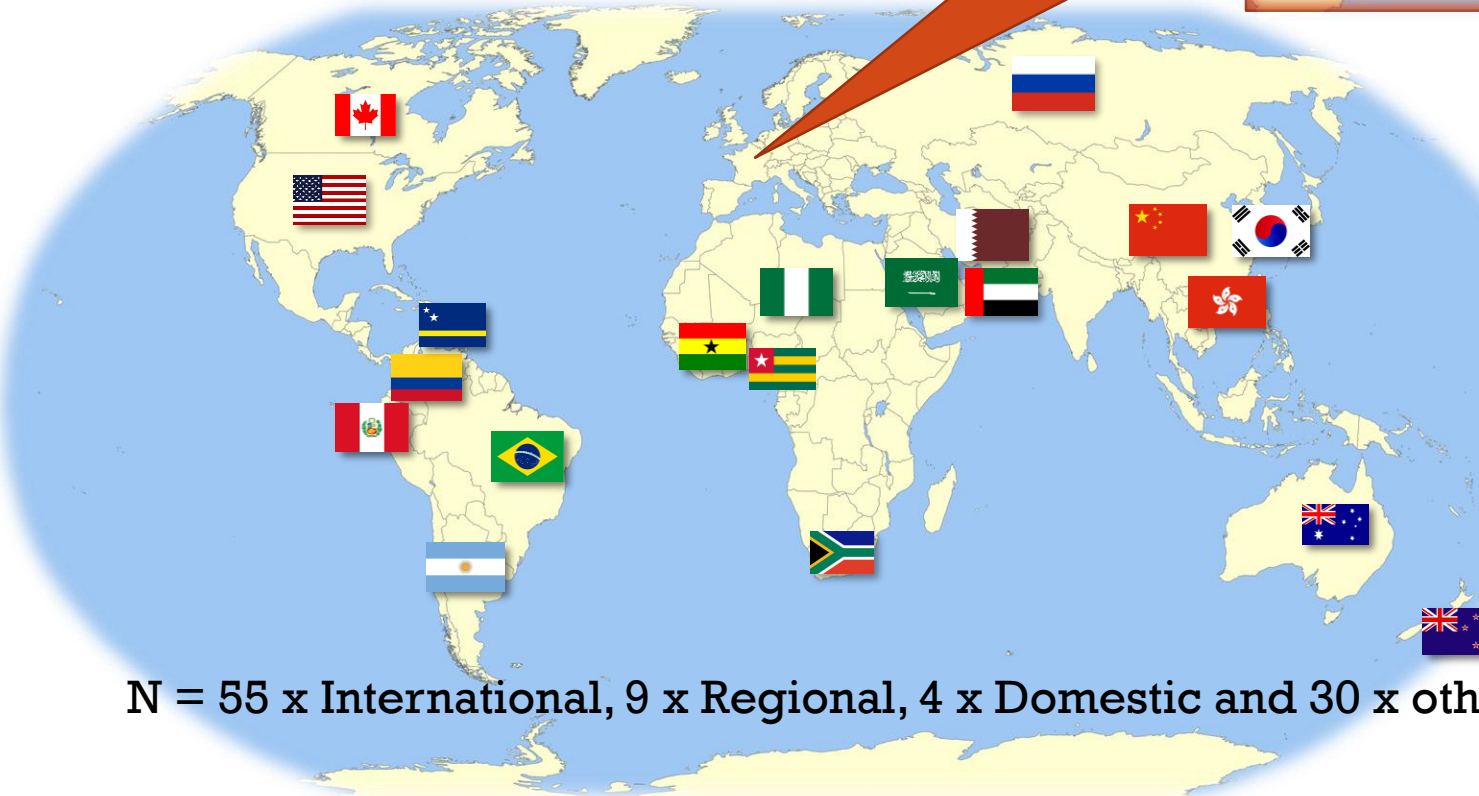 N = 55 x International, 9 x Regional, 4 x Domestic and 30 x oth